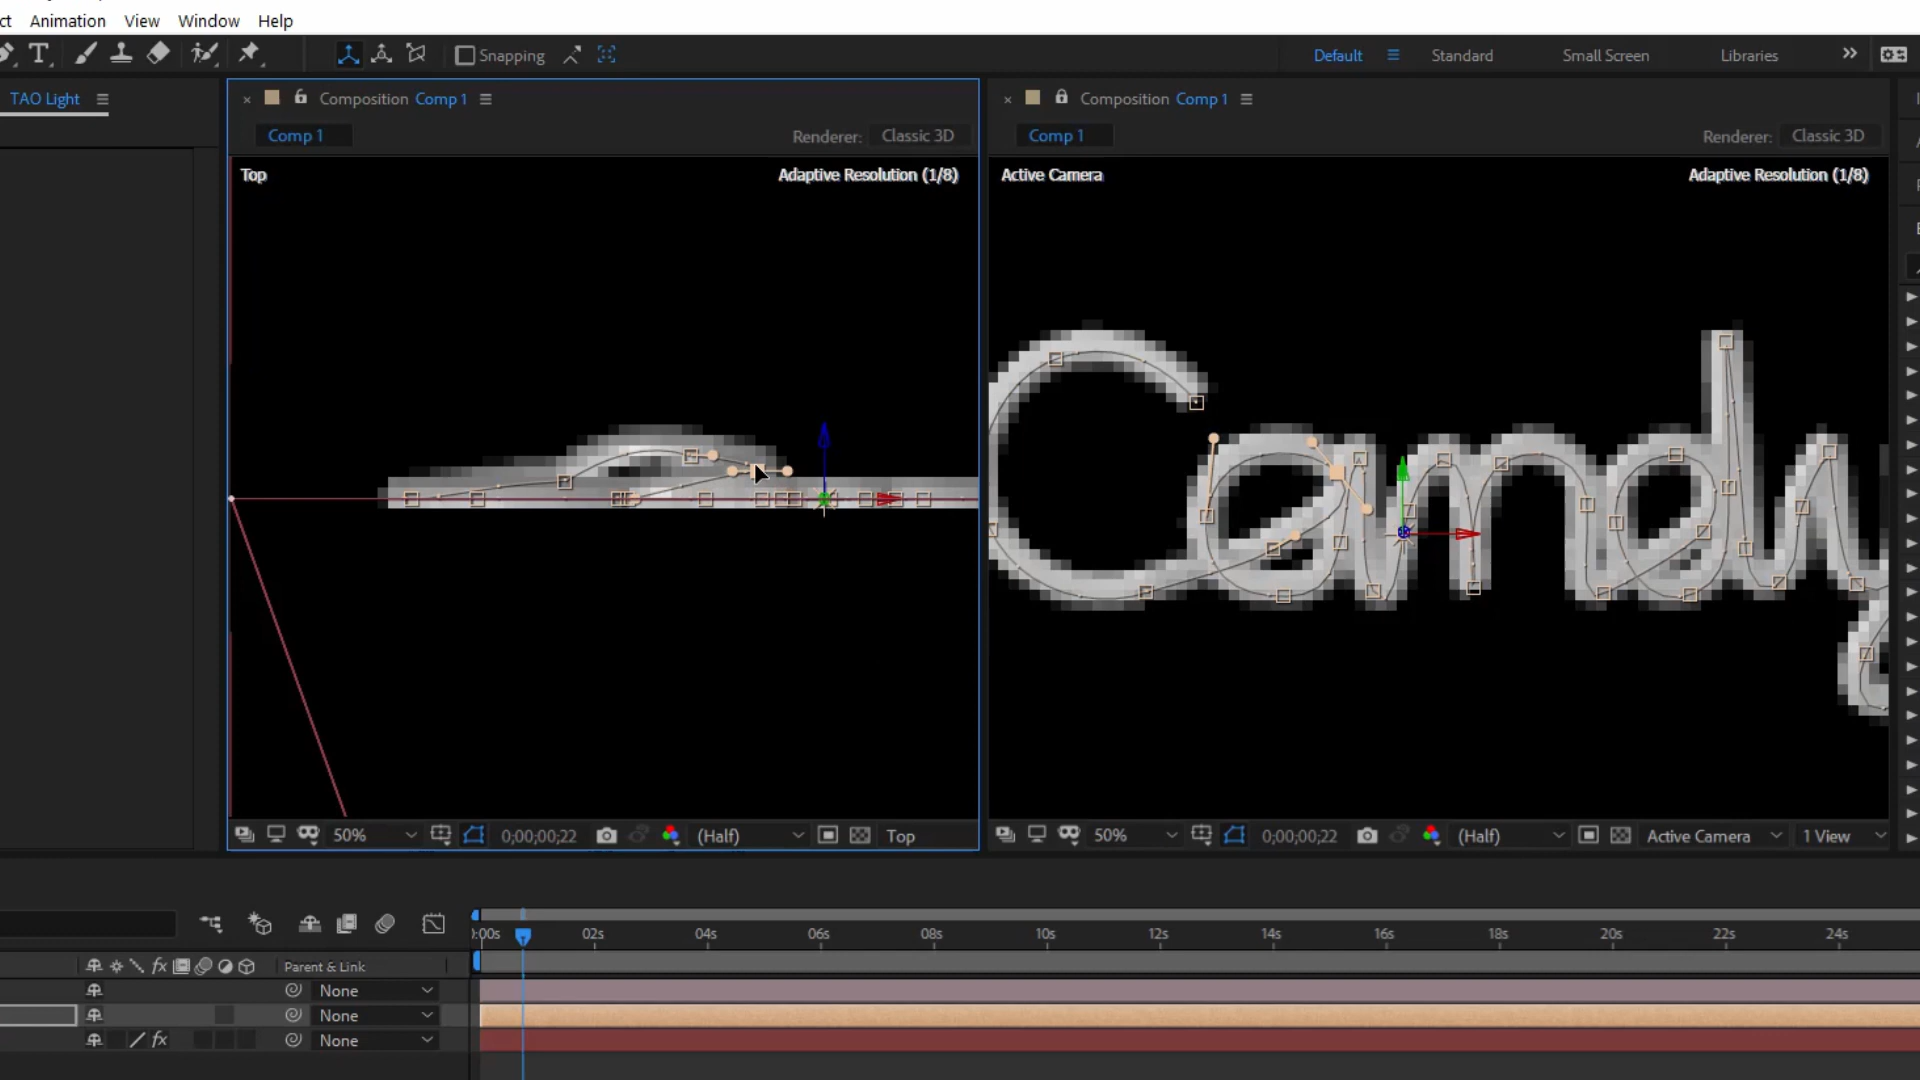 ct Animation View Window Help
T Snapping Default Standard Small Screen Libraries
TAO Light
× Composition Comp 1
Comp 1 Renderer: Classic 3D
Top Adaptive Resolution (1/8)
50% 0;00;00;22 (Half) Top
× Composition Comp 1
Comp 1 Renderer: Classic 3D
Active Camera Adaptive Resolution (1/8)
Candy
50% 0;00;00;22 (Half) Active Camera 1 View
):00s 02s 04s 06s 08s 10s 12s 14s 16s 18s 20s 22s 24s
fx Parent & Link
None
None
fx None